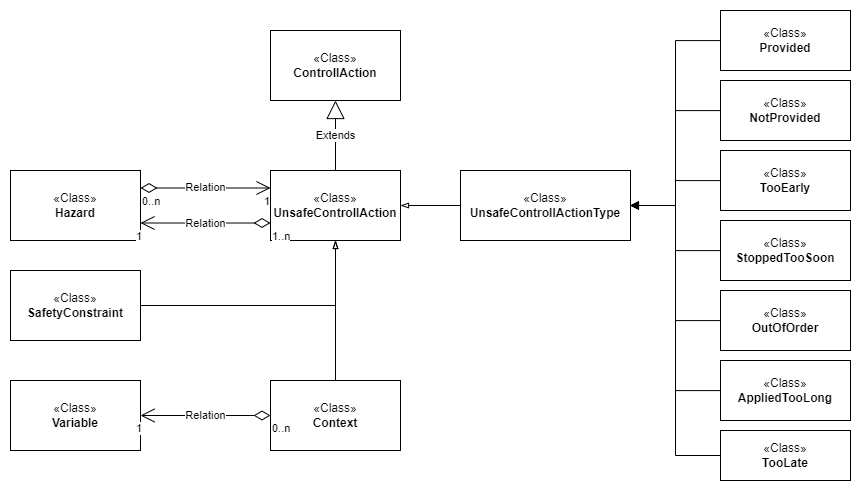 «Class»
ControllAction
Extends
«Class»
Hazard
0..n
Relation
1
Relation
1
1..n
«Class»
UnsafeControllAction
«Class»
UnsafeControllActionType
«Class»
SafetyConstraint
«Class»
Variable
1
Relation
0..n
«Class»
Context
«Class»
Provided
«Class»
NotProvided
«Class»
TooEarly
«Class»
StoppedTooSoon
«Class»
OutOfOrder
«Class»
AppliedTooLong
«Class»
TooLate